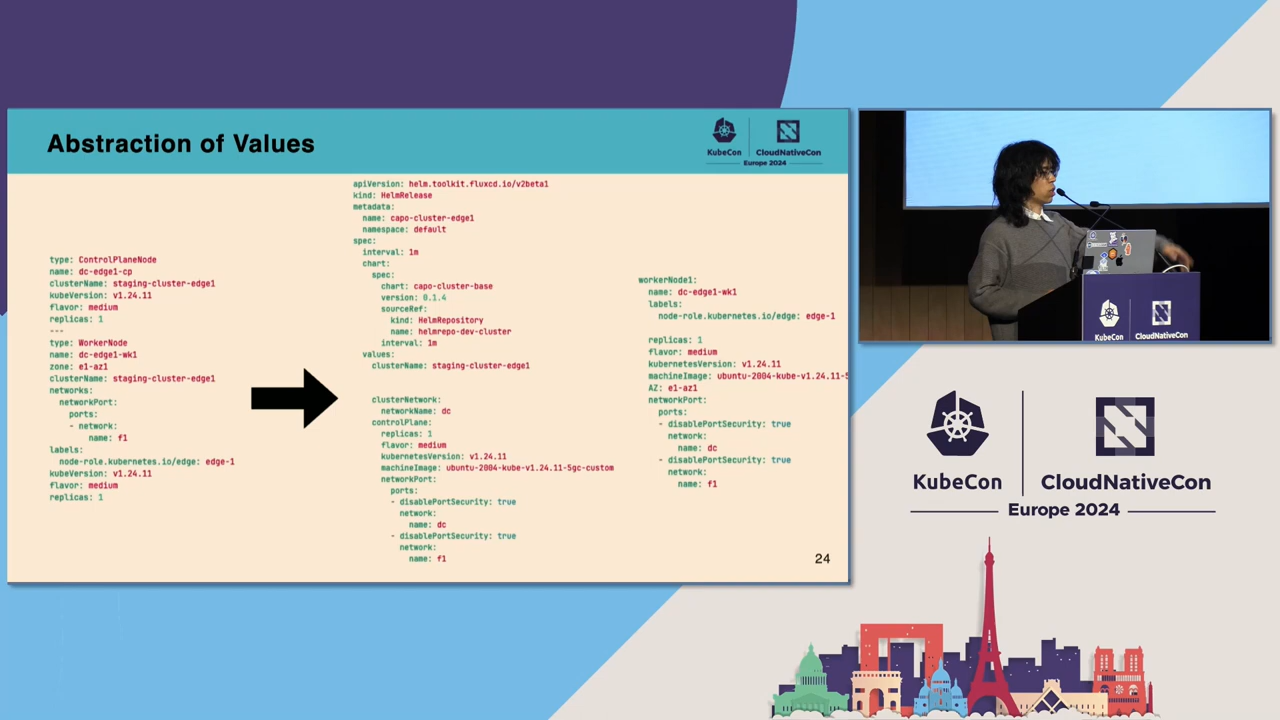 Abstraction of Values
KubeCon
CloudNativeCon
Europe 2024
type: ControlPlaneNode
name: dc-edge1-cp
clusterName: staging-cluster-edge1
kubeVersion: v1.24.11
flavor: medium
replicas: 1
---
type: WorkerNode
name: dc-edge1-wk1
zone: e1-az1
clusterName: staging-cluster-edge1
networks:
networkPort:
ports:
- network:
name: f1
labels:
node-role.kubernetes.io/edge: edge-1
kubeVersion: v1.24.11
flavor: medium
replicas: 1
apiVersion: helm.toolkit.fluxcd.io/v2beta1
kind: HelmRelease
metadata:
name: capo-cluster-edge1
namespace: default
spec:
interval: 1m
chart:
spec:
chart: capo-cluster-base
version: 0.1.4
sourceRef:
kind: HelmRepository
name: helmrepo-dev-cluster
interval: 1m
values:
clusterName: staging-cluster-edge1
clusterNetwork:
networkName: dc
controlPlane:
replicas: 1
flavor: medium
kubernetesVersion: v1.24.11
machineImage: ubuntu-2004-kube-v1.24.11-5gc-custom
networkPort:
ports:
- disablePortSecurity: true
network:
name: dc
- disablePortSecurity: true
network:
name: f1
workerNode1:
name: dc-edge1-wk1
labels:
node-role.kubernetes.io/edge: edge-1
replicas: 1
flavor: medium
kubernetesVersion: v1.24.11
machineImage: ubuntu-2004-kube-v1.24.11-5
AZ: e1-az1
networkPort:
ports:
- disablePortSecurity: true
network:
name: dc
- disablePortSecurity: true
network:
name: f1
24
KubeCon
CloudNativeCon
KubeCon
CloudNativeCon
Europe 2024